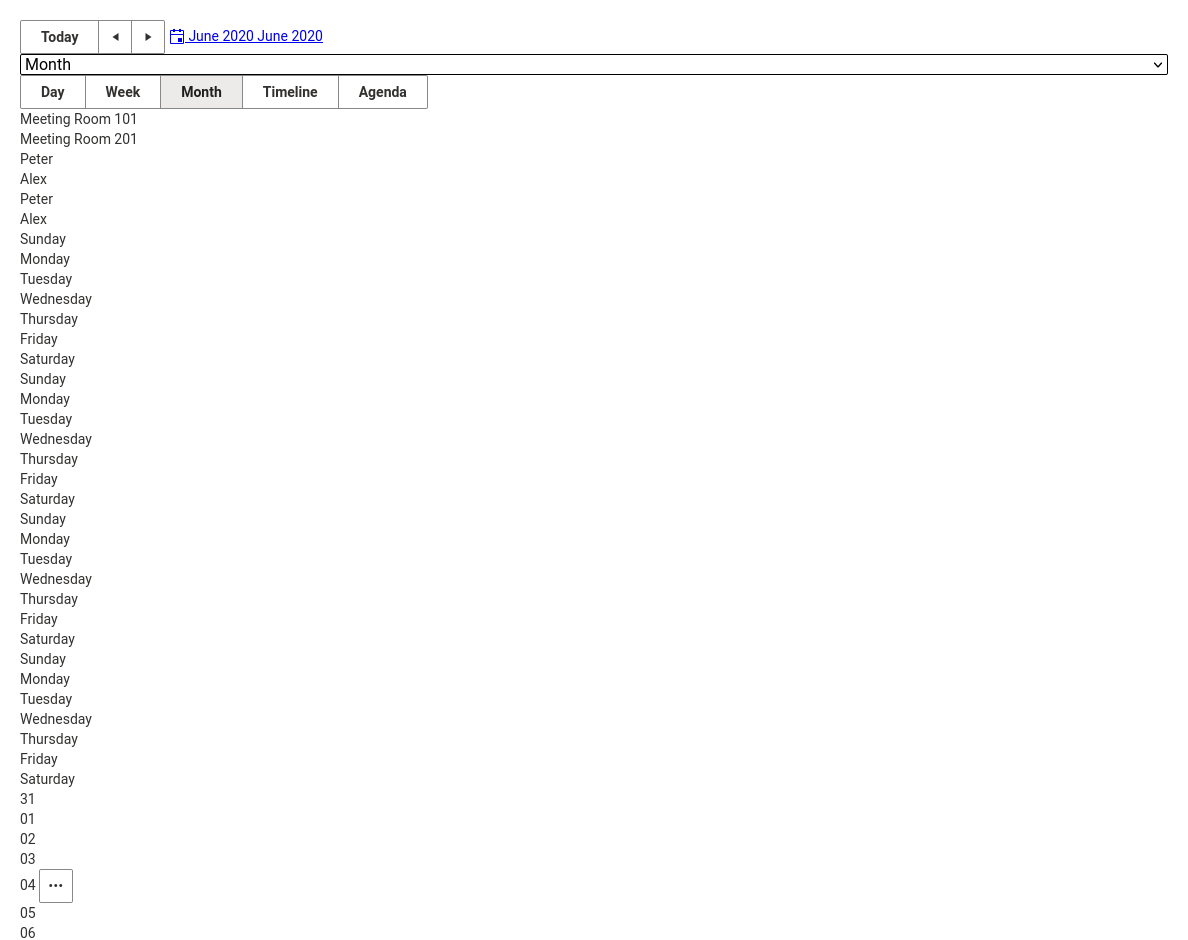 Today June 2020 June 2020
Month
Day Week Month Timeline Agenda
Meeting Room 101
Meeting Room 201
Peter
Alex
Peter
Alex
Sunday
Monday
Tuesday
Wednesday
Thursday
Friday
Saturday
Sunday
Monday
Tuesday
Wednesday
Thursday
Friday
Saturday
Sunday
Monday
Tuesday
Wednesday
Thursday
Friday
Saturday
Sunday
Monday
Tuesday
Wednesday
Thursday
Friday
Saturday
31
01
02
03
04 ...
05
06